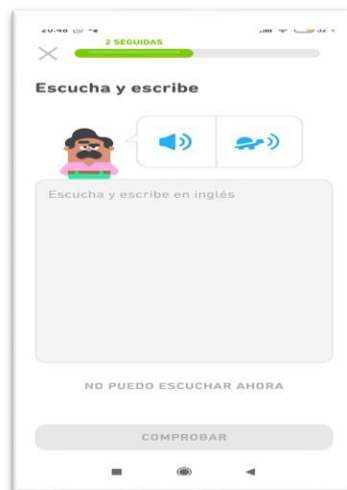 2 SEGUIDAS
Escucha y escribe
Escucha y escribe en inglés
NO PUEDO ESCUCHAR AHORA
COMPROBAR